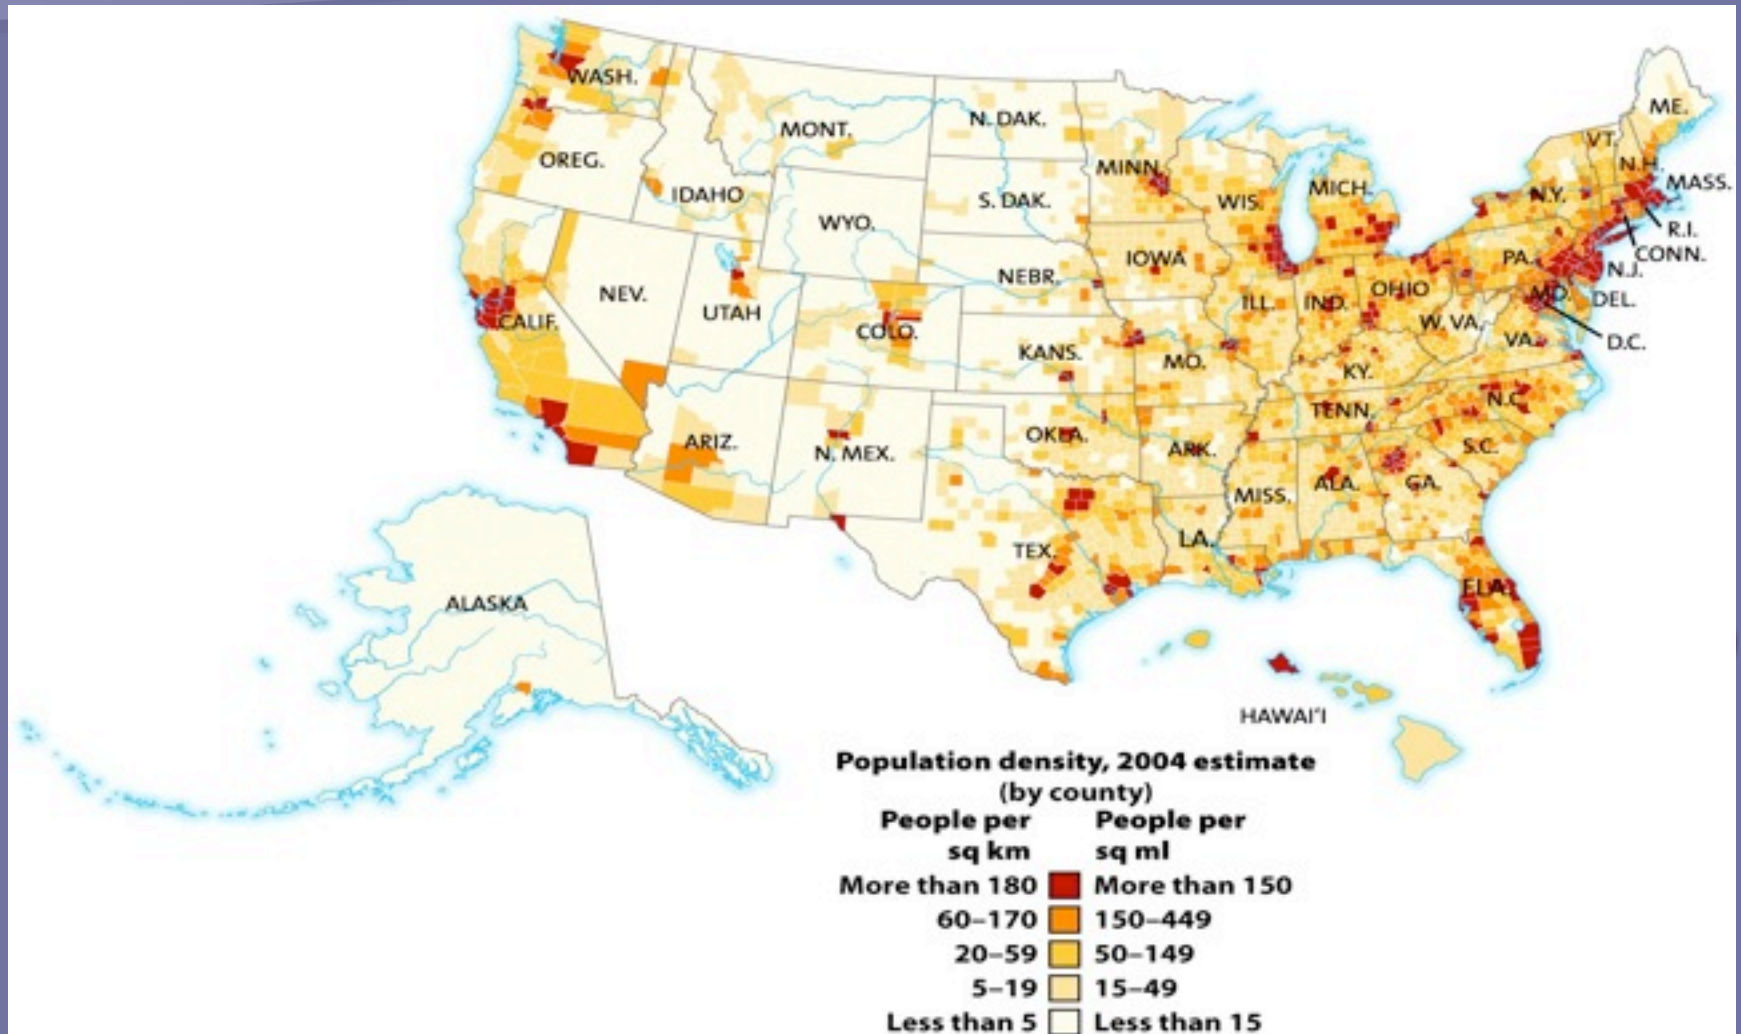 WASH.
MONT.
N. DAK.
MINN.
ME.
VT.
N.H.
MASS.
OREG.
IDAHO
WYO.
S. DAK.
WIS.
MICH.
N.Y.
R.I.
CONN.
NEBR.
IOWA
PA.
N.J.
NEV.
UTAH
COLO.
ILL.
IND.
OHIO
MD.
DEL.
CALIF.
KANS.
MO.
W. VA.
VA.
D.C.
KY.
ARIZ.
N. MEX.
OKLA.
ARK.
TENN.
N.C.
S.C.
MISS.
ALA.
GA.
TEX.
LA.
FLA.
ALASKA
HAWAI'I
Population density, 2004 estimate
(by county)
People per People per
sq km sq ml
More than 180 More than 150
60–170 150–449
20–59 50–149
5–19 15–49
Less than 5 Less than 15